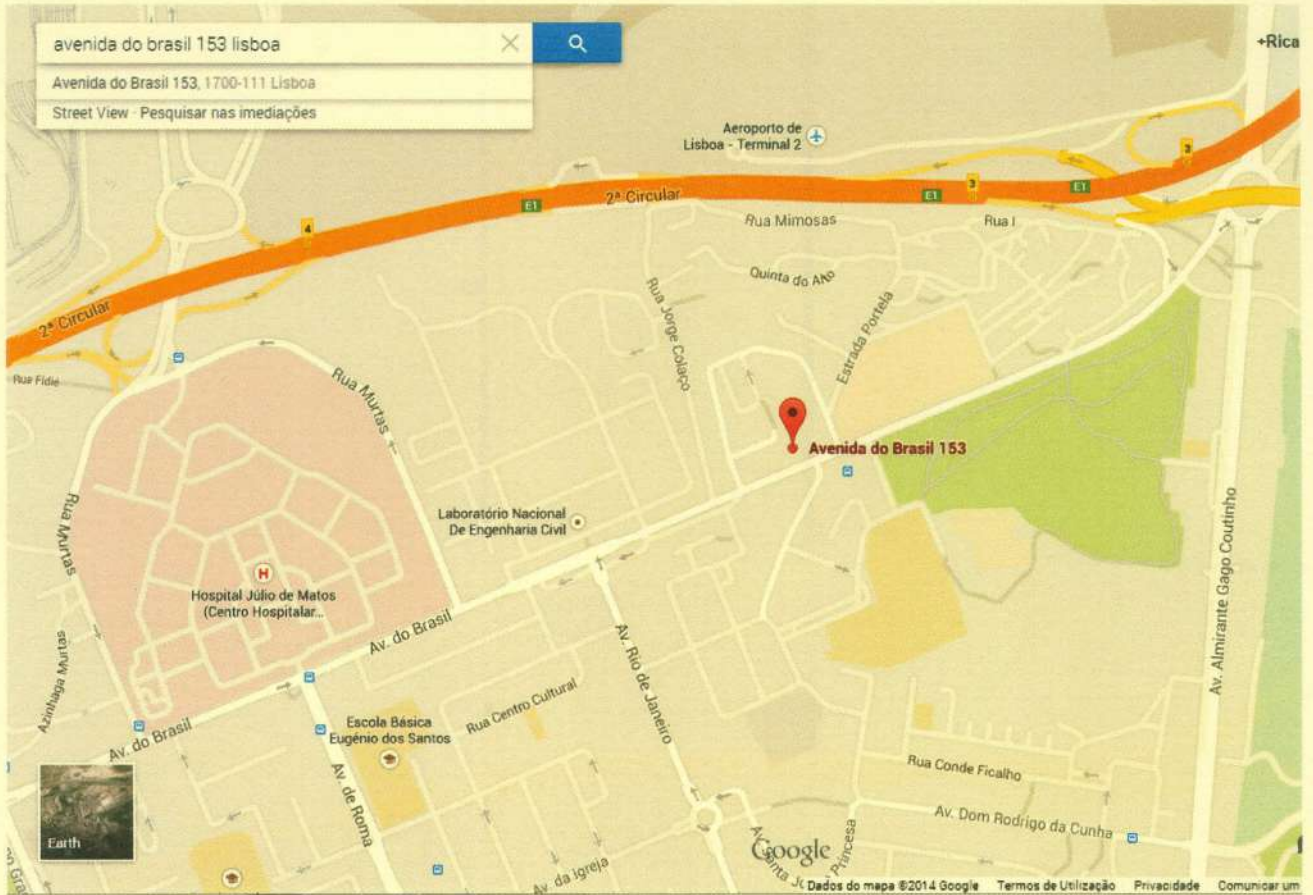 avenida do brasil 153 lisboa
Avenida do Brasil 153, 1700-111 Lisboa
Street View - Pesquisar nas imediações
+Rica
Aeroporto de
Lisboa - Terminal 2
3
3
E1
2ª Circular
E1
E1
Rua Mimosas
Rua I
4
Quinta do Alto
2ª Circular
Rua Jorge Colaço
Estrada Portela
Rua Fidié
Rua Murtas
Avenida do Brasil 153
Rua Murtas
Laboratório Nacional
De Engenharia Civil
H
Hospital Júlio de Matos
(Centro Hospitalar...
Av. Almirante Gago Coutinho
Av. do Brasil
Azinhaga Murtas
Av. Rio de Janeiro
Rua Centro Cultural
Escola Básica
Eugénio dos Santos
Av. do Brasil
Rua Conde Ficalho
Av. de Roma
Av. Dom Rodrigo da Cunha
Earth
Google
Princesa
Av. da Igreja
Dados do mapa ©2014 Google Termos de Utilização Privacidade Comunicar um